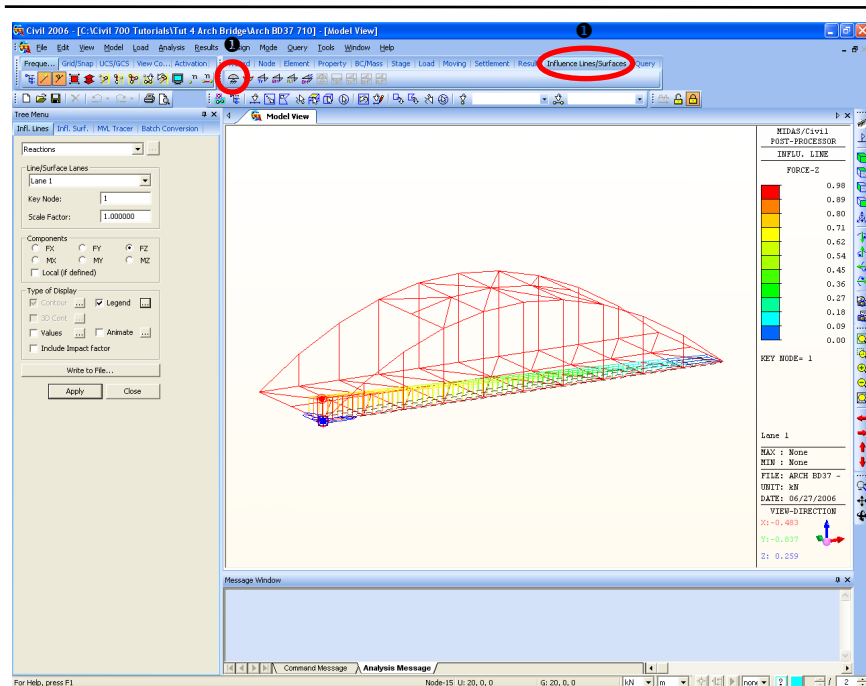 ❶
Civil 2006 - [C:\Civil 700 Tutorials\Tut 4 Arch Bridge\Arch BD37 710] - [Model View]
❶
File Edit View Model Load Analysis Results Design Mode Query Tools Window Help
Freque... Grid/Snap UCS/GCS View Co... Activation Node Element Property BC/Mass Stage Load Moving Settlement Influence Lines/Surfaces Query
Tree Menu
Model View
Infl. Lines Infl. Surf. MVL Tracer Batch Conversion
Reactions
...
Line/Surface Lanes
Lane 1
Key Node: 1
Scale Factor: 1.000000
Components
FX FY FZ
MX MY MZ
Local (if defined)
Type of Display
Contour ... Legend ...
3D Cont ...
Values ... Animate ...
Include Impact factor
Write to File...
Apply Close
MIDAS/Civil
POST-PROCESSOR
INFLU. LINE
FORCE-Z
0.98
0.89
0.80
0.71
0.62
0.54
0.45
0.36
0.27
0.18
0.09
0.00
KEY NODE= 1
Lane 1
MAX : None
MIN : None
FILE: ARCH BD37 ~
UNIT: kN
DATE: 06/27/2006
VIEW-DIRECTION
X:-0.483
Y:-0.837
Z: 0.259
Message Window
Command Message Analysis Message
For Help, press F1
Node-15 U: 20, 0, 0 G: 20, 0, 0 kN m 2